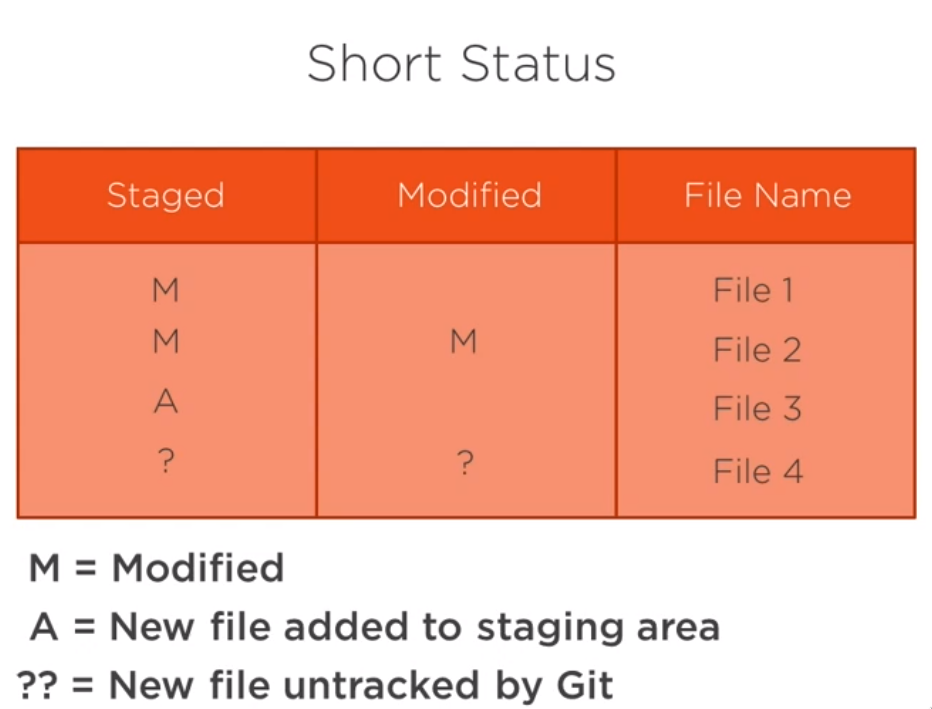 Short Status
Staged Modified File Name
M File 1
M M File 2
A File 3
? ? File 4
M = Modified
A = New file added to staging area
?? = New file untracked by Git